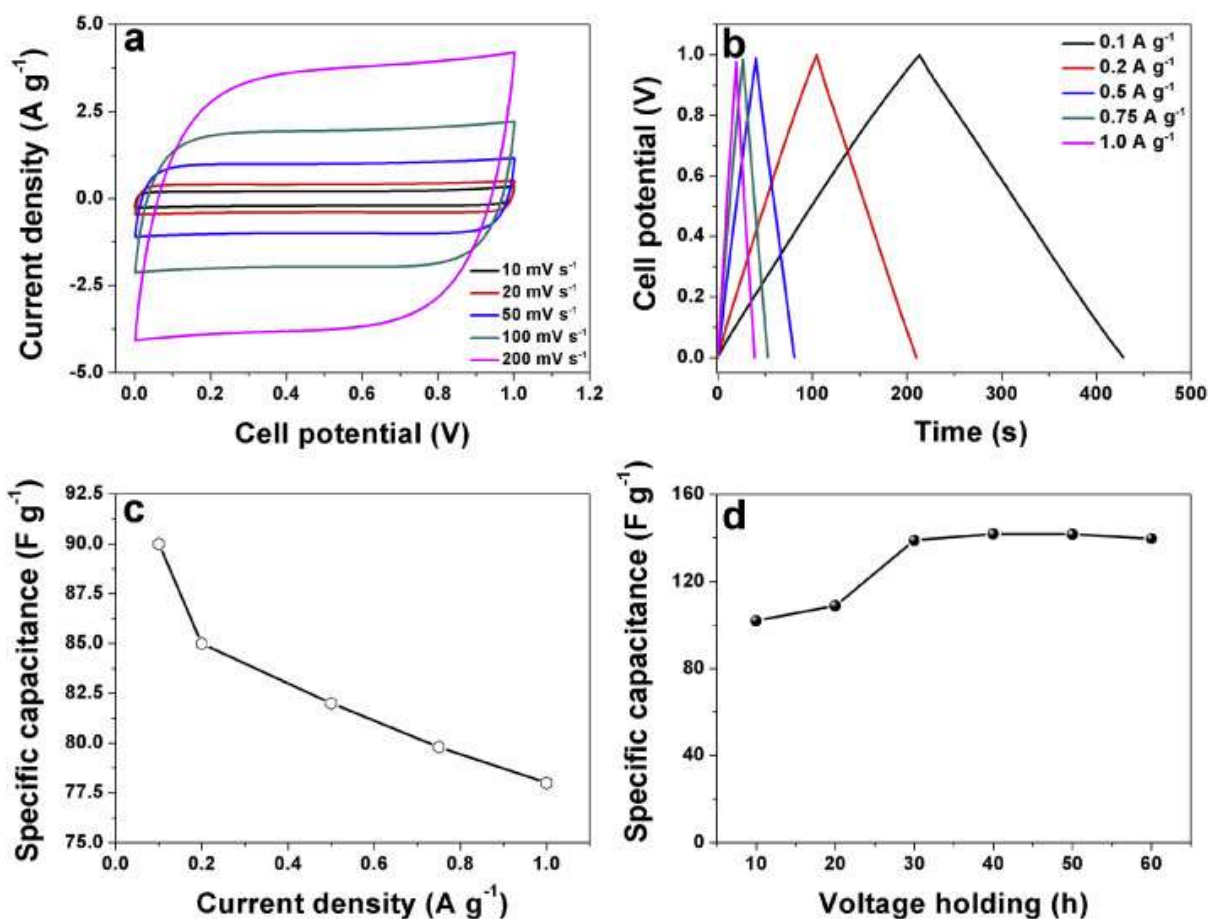 a
5.0
2.5
0.0
-2.5
-5.0
Current density (A g⁻¹)
10 mV s⁻¹
20 mV s⁻¹
50 mV s⁻¹
100 mV s⁻¹
200 mV s⁻¹
0.0 0.2 0.4 0.6 0.8 1.0 1.2
Cell potential (V)
b
1.0
0.8
0.6
0.4
0.2
0.0
Cell potential (V)
0.1 A g⁻¹
0.2 A g⁻¹
0.5 A g⁻¹
0.75 A g⁻¹
1.0 A g⁻¹
0 100 200 300 400 500
Time (s)
c
92.5
90.0
87.5
85.0
82.5
80.0
77.5
75.0
Specific capacitance (F g⁻¹)
0.0 0.2 0.4 0.6 0.8 1.0
Current density (A g⁻¹)
d
160
120
80
40
0
Specific capacitance (F g⁻¹)
10 20 30 40 50 60
Voltage holding (h)